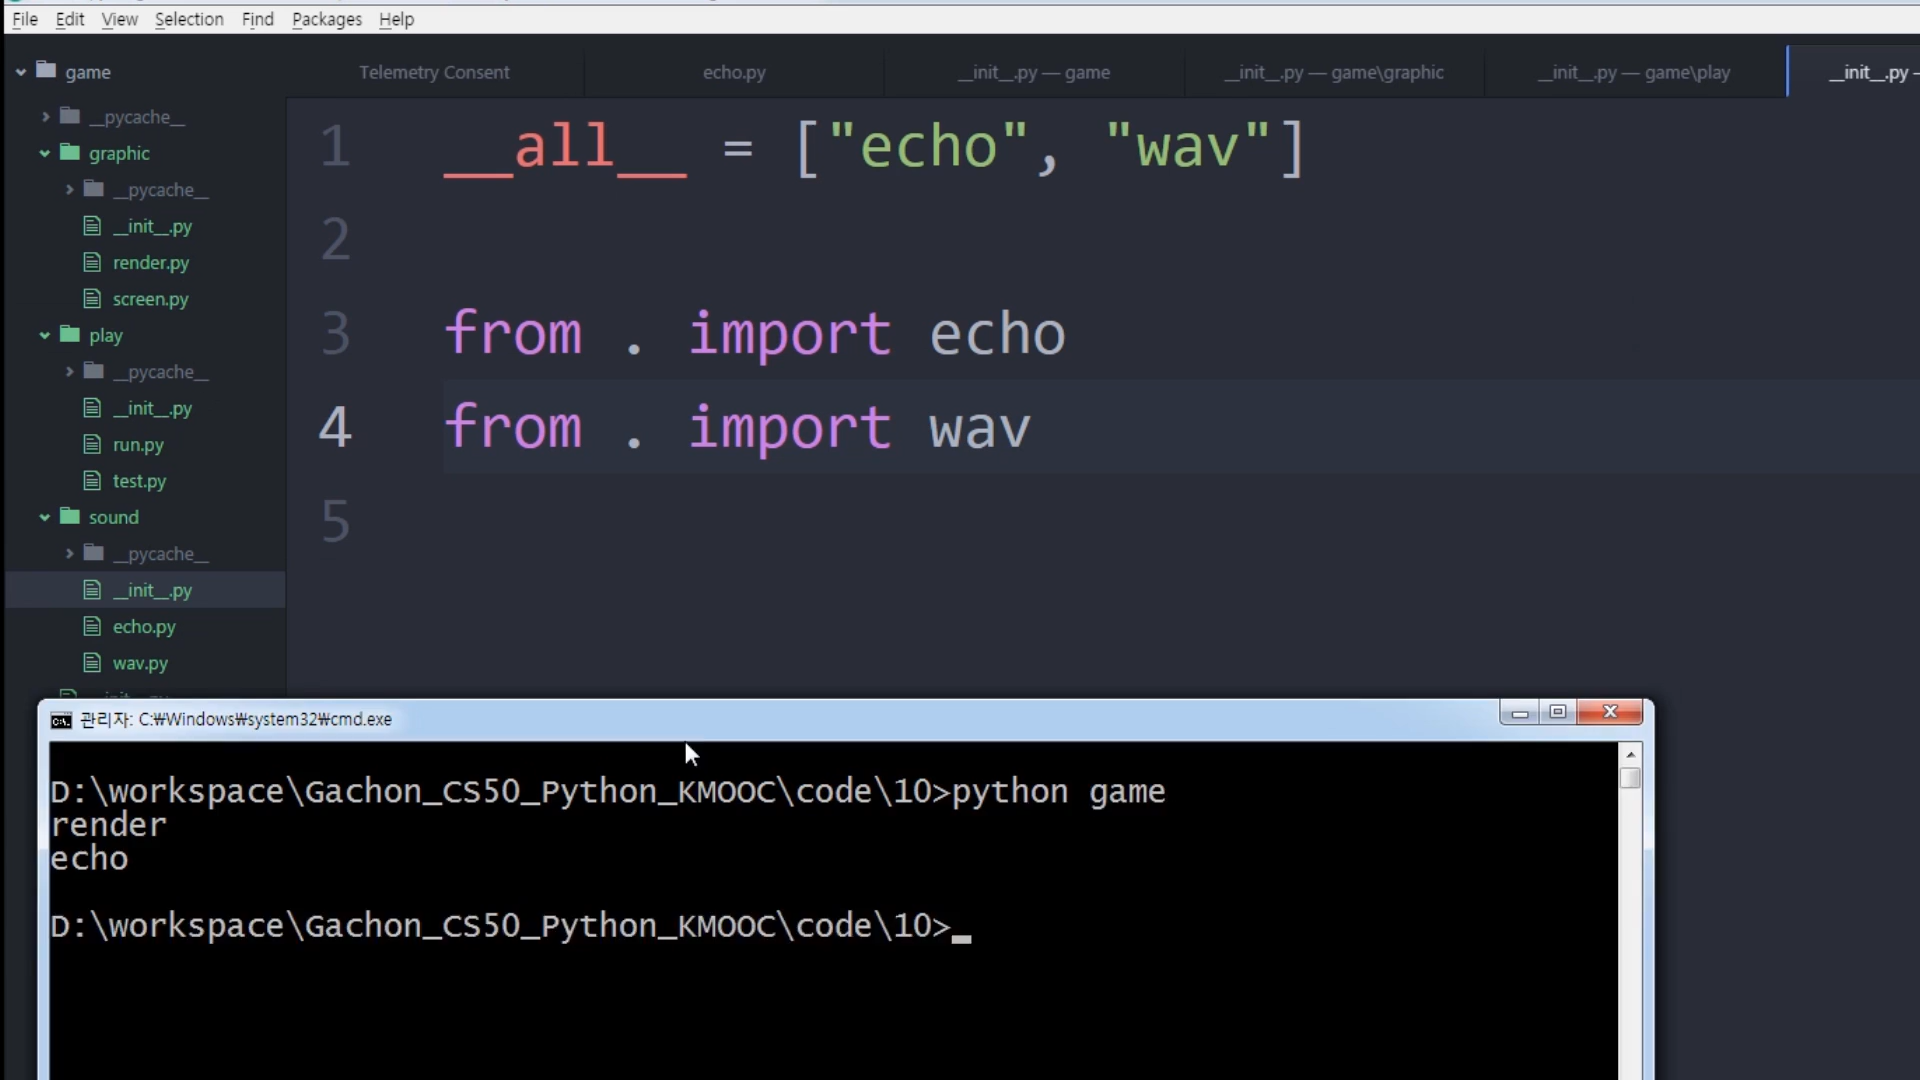 File Edit View Selection Find Packages Help
game
Telemetry Consent
echo.py
__init__.py — game
__init__.py — game\graphic
__init__.py — game\play
__init__.py —
__pycache__
graphic
__pycache__
__init__.py
render.py
screen.py
play
__pycache__
__init__.py
run.py
test.py
sound
__pycache__
__init__.py
echo.py
wav.py
1 __all__ = ["echo", "wav"]
2
3 from . import echo
4 from . import wav
5
관리자: C:₩Windows₩system32₩cmd.exe
D:\workspace\Gachon_CS50_Python_KMOOC\code\10>python game
render
echo
D:\workspace\Gachon_CS50_Python_KMOOC\code\10>_